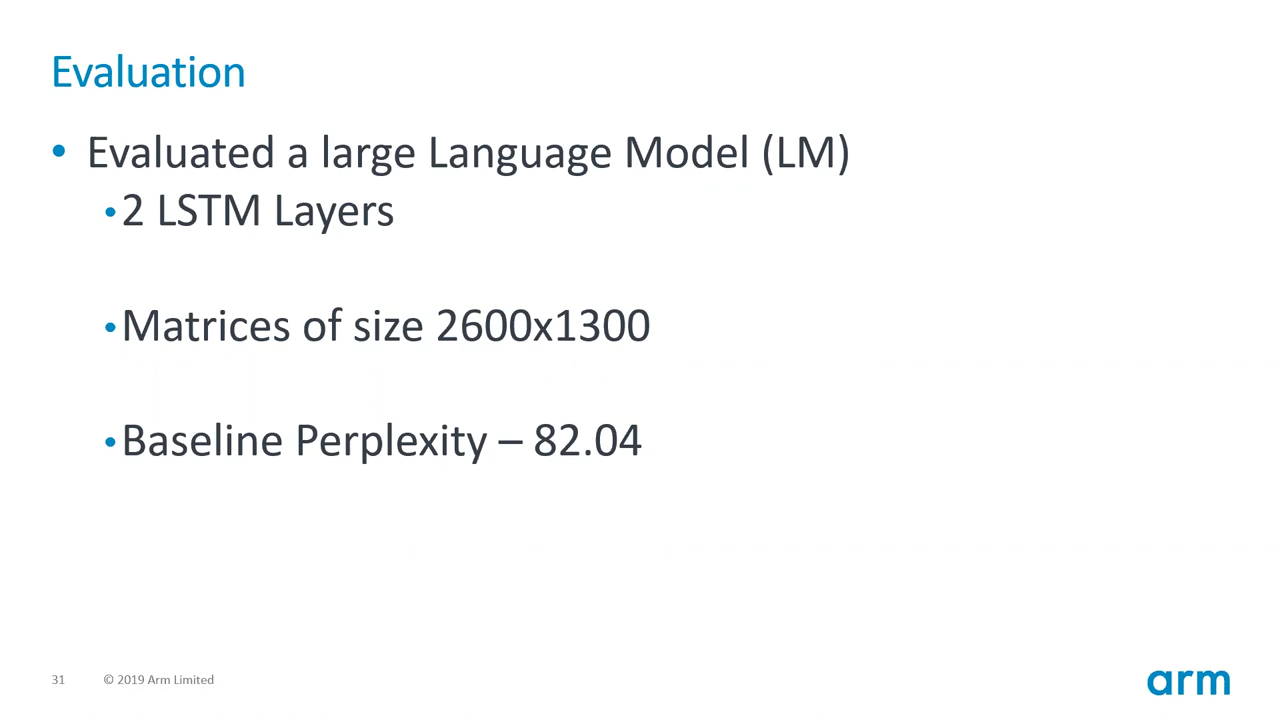 Evaluation
• Evaluated a large Language Model (LM)
• 2 LSTM Layers
• Matrices of size 2600x1300
• Baseline Perplexity – 82.04
31 © 2019 Arm Limited
arm